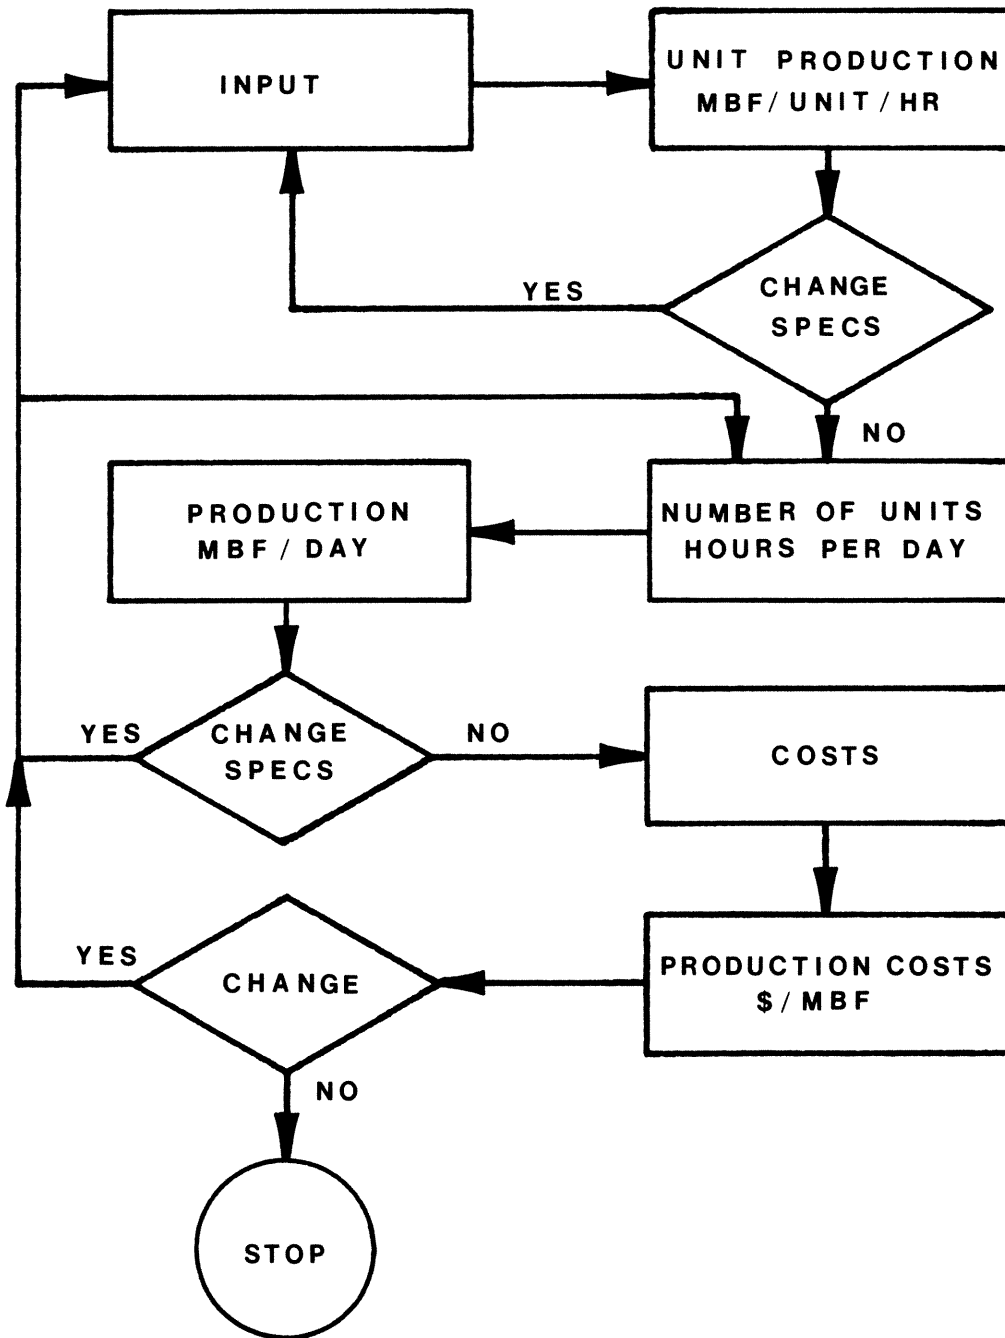 INPUT
UNIT PRODUCTION
MBF/UNIT/HR
CHANGE
SPECS
YES
NO
NUMBER OF UNITS
HOURS PER DAY
PRODUCTION
MBF/DAY
CHANGE
SPECS
YES
NO
COSTS
PRODUCTION COSTS
$/MBF
CHANGE
YES
NO
STOP